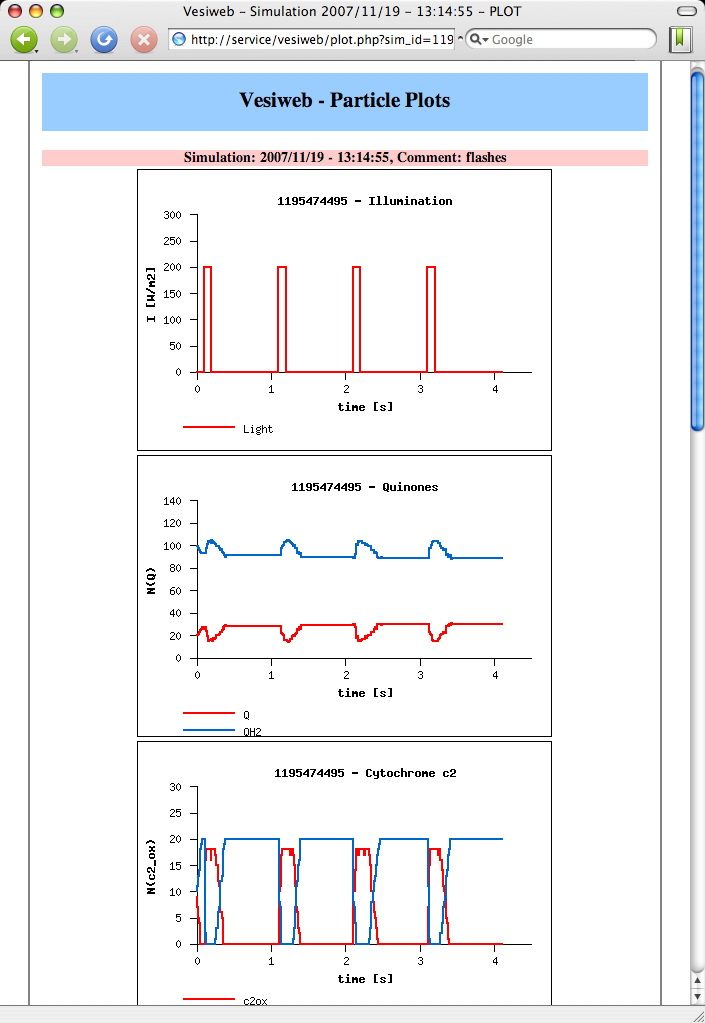 Vesiweb - Simulation 2007/11/19 - 13:14:55 - PLOT
http://service/vesiweb/plot.php?sim_id=119
Google
Vesiweb - Particle Plots
Simulation: 2007/11/19 - 13:14:55, Comment: flashes
1195474495 - Illumination
300
250
200
150
100
50
0
I [W/m2]
0 1 2 3 4
time [s]
Light
1195474495 - Quinones
140
120
100
80
60
40
20
0
N(Q)
0 1 2 3 4
time [s]
Q
QH2
1195474495 - Cytochrome c2
30
25
20
15
10
5
0
N(c2_ox)
0 1 2 3 4
time [s]
c2ox